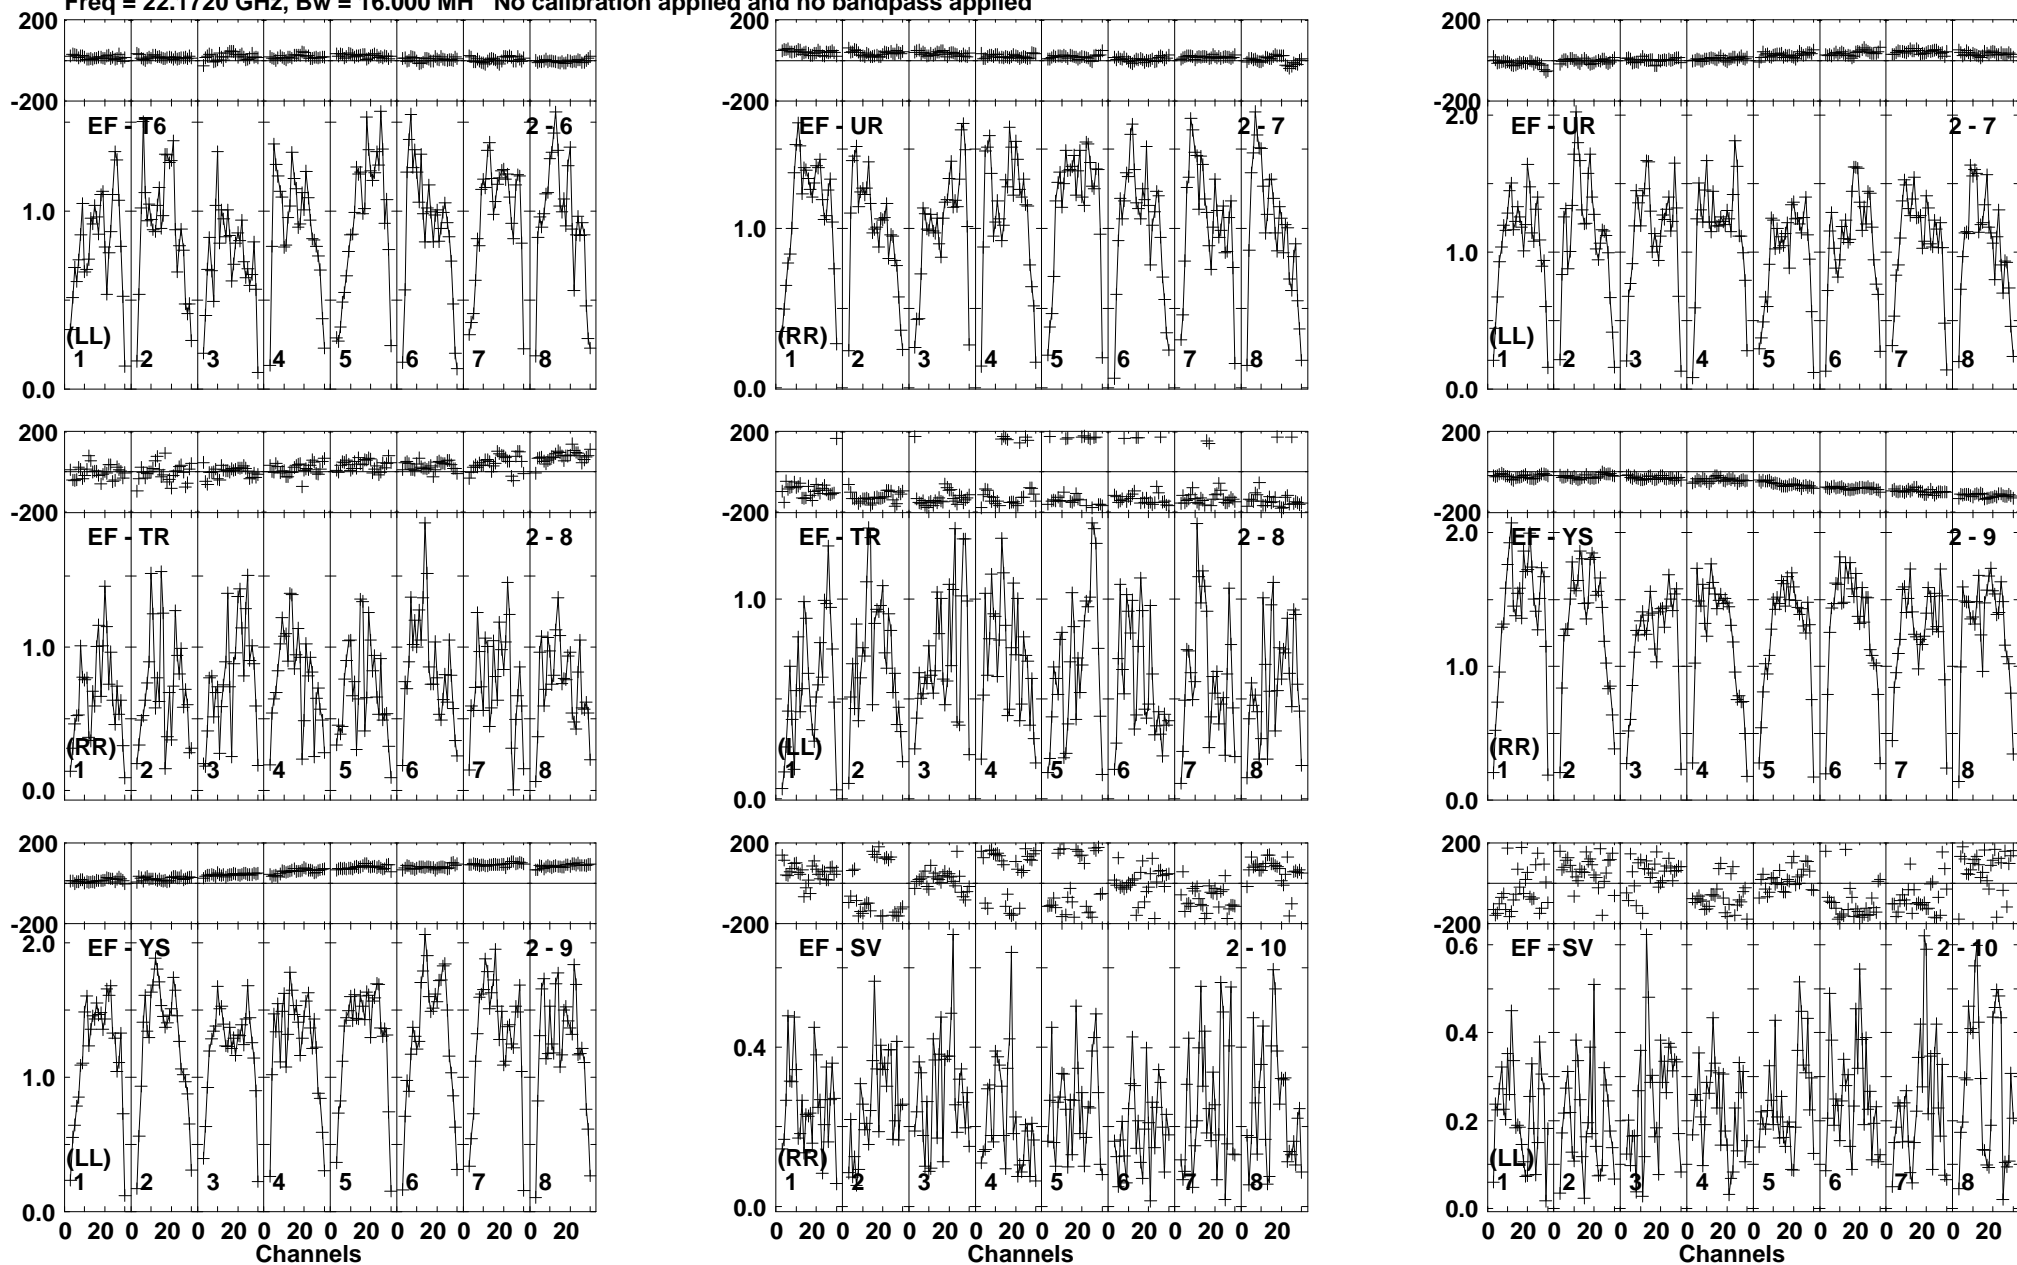 Freq = 22.1720 GHz, Bw = 16.000 MH No calibration applied and no bandpass applied
200 200 200
-200 -200 -200
EF - T6 2 - 6 EF - UR 2 - 7 2.0 EF - UR 2 - 7
1.0 1.0 1.0
(LL) (RR) (LL)
1 2 3 4 5 6 7 8 1 2 3 4 5 6 7 8 1 2 3 4 5 6 7 8
0.0 0.0 0.0
200 200 200
-200 -200 -200
EF - TR 2 - 8 EF - TR 2 - 8 2.0 EF - YS 2 - 9
1.0 1.0 1.0
(RR) (LL) (RR)
1 2 3 4 5 6 7 8 1 2 3 4 5 6 7 8 1 2 3 4 5 6 7 8
0.0 0.0 0.0
200 200 200
-200 -200 -200
2.0 EF - YS 2 - 9 EF - SV 2 - 10 0.6 EF - SV 2 - 10
1.0 0.4 0.4
0.2
(LL) (RR) (LL)
1 2 3 4 5 6 7 8 1 2 3 4 5 6 7 8 1 2 3 4 5 6 7 8
0.0 0.0 0.0
0 20 0 20 0 20 0 20 0 20 0 20 0 20 0 20 0 20 0 20 0 20 0 20 0 20 0 20 0 20 0 20 0 20 0 20 0 20 0 20 0 20 0 20 0 20 0 20
Channels Channels Channels